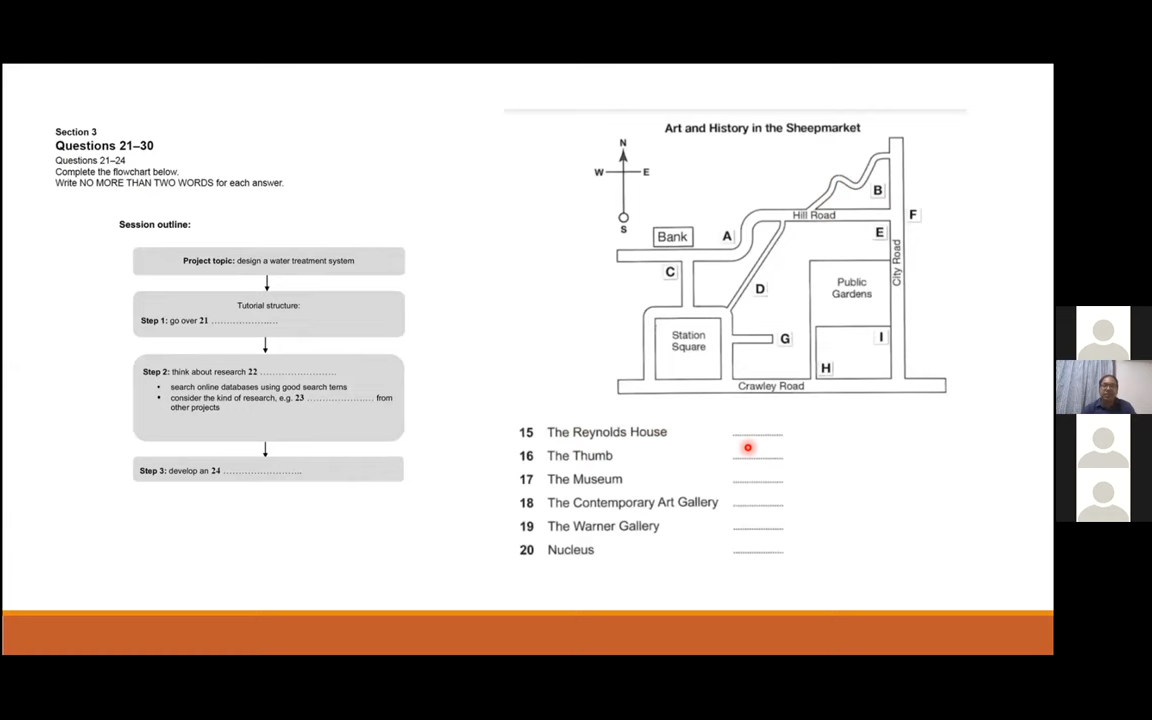 Section 3
Questions 21–30
Questions 21–24
Complete the flowchart below.
Write NO MORE THAN TWO WORDS for each answer.
Session outline:
Project topic: design a water treatment system
Tutorial structure:
Step 1: go over 21 .....................
Step 2: think about research 22 ........................
• search online databases using good search terns
• consider the kind of research, e.g. 23 ..................... from
other projects
Step 3: develop an 24 ........................
Art and History in the Sheepmarket
N
W E
S
B
Hill Road
F
Bank
A
E
City Road
C
D
Public
Gardens
Station
Square
G
I
H
Crawley Road
15 The Reynolds House ..................
16 The Thumb ..................
17 The Museum ..................
18 The Contemporary Art Gallery ..................
19 The Warner Gallery ..................
20 Nucleus ..................